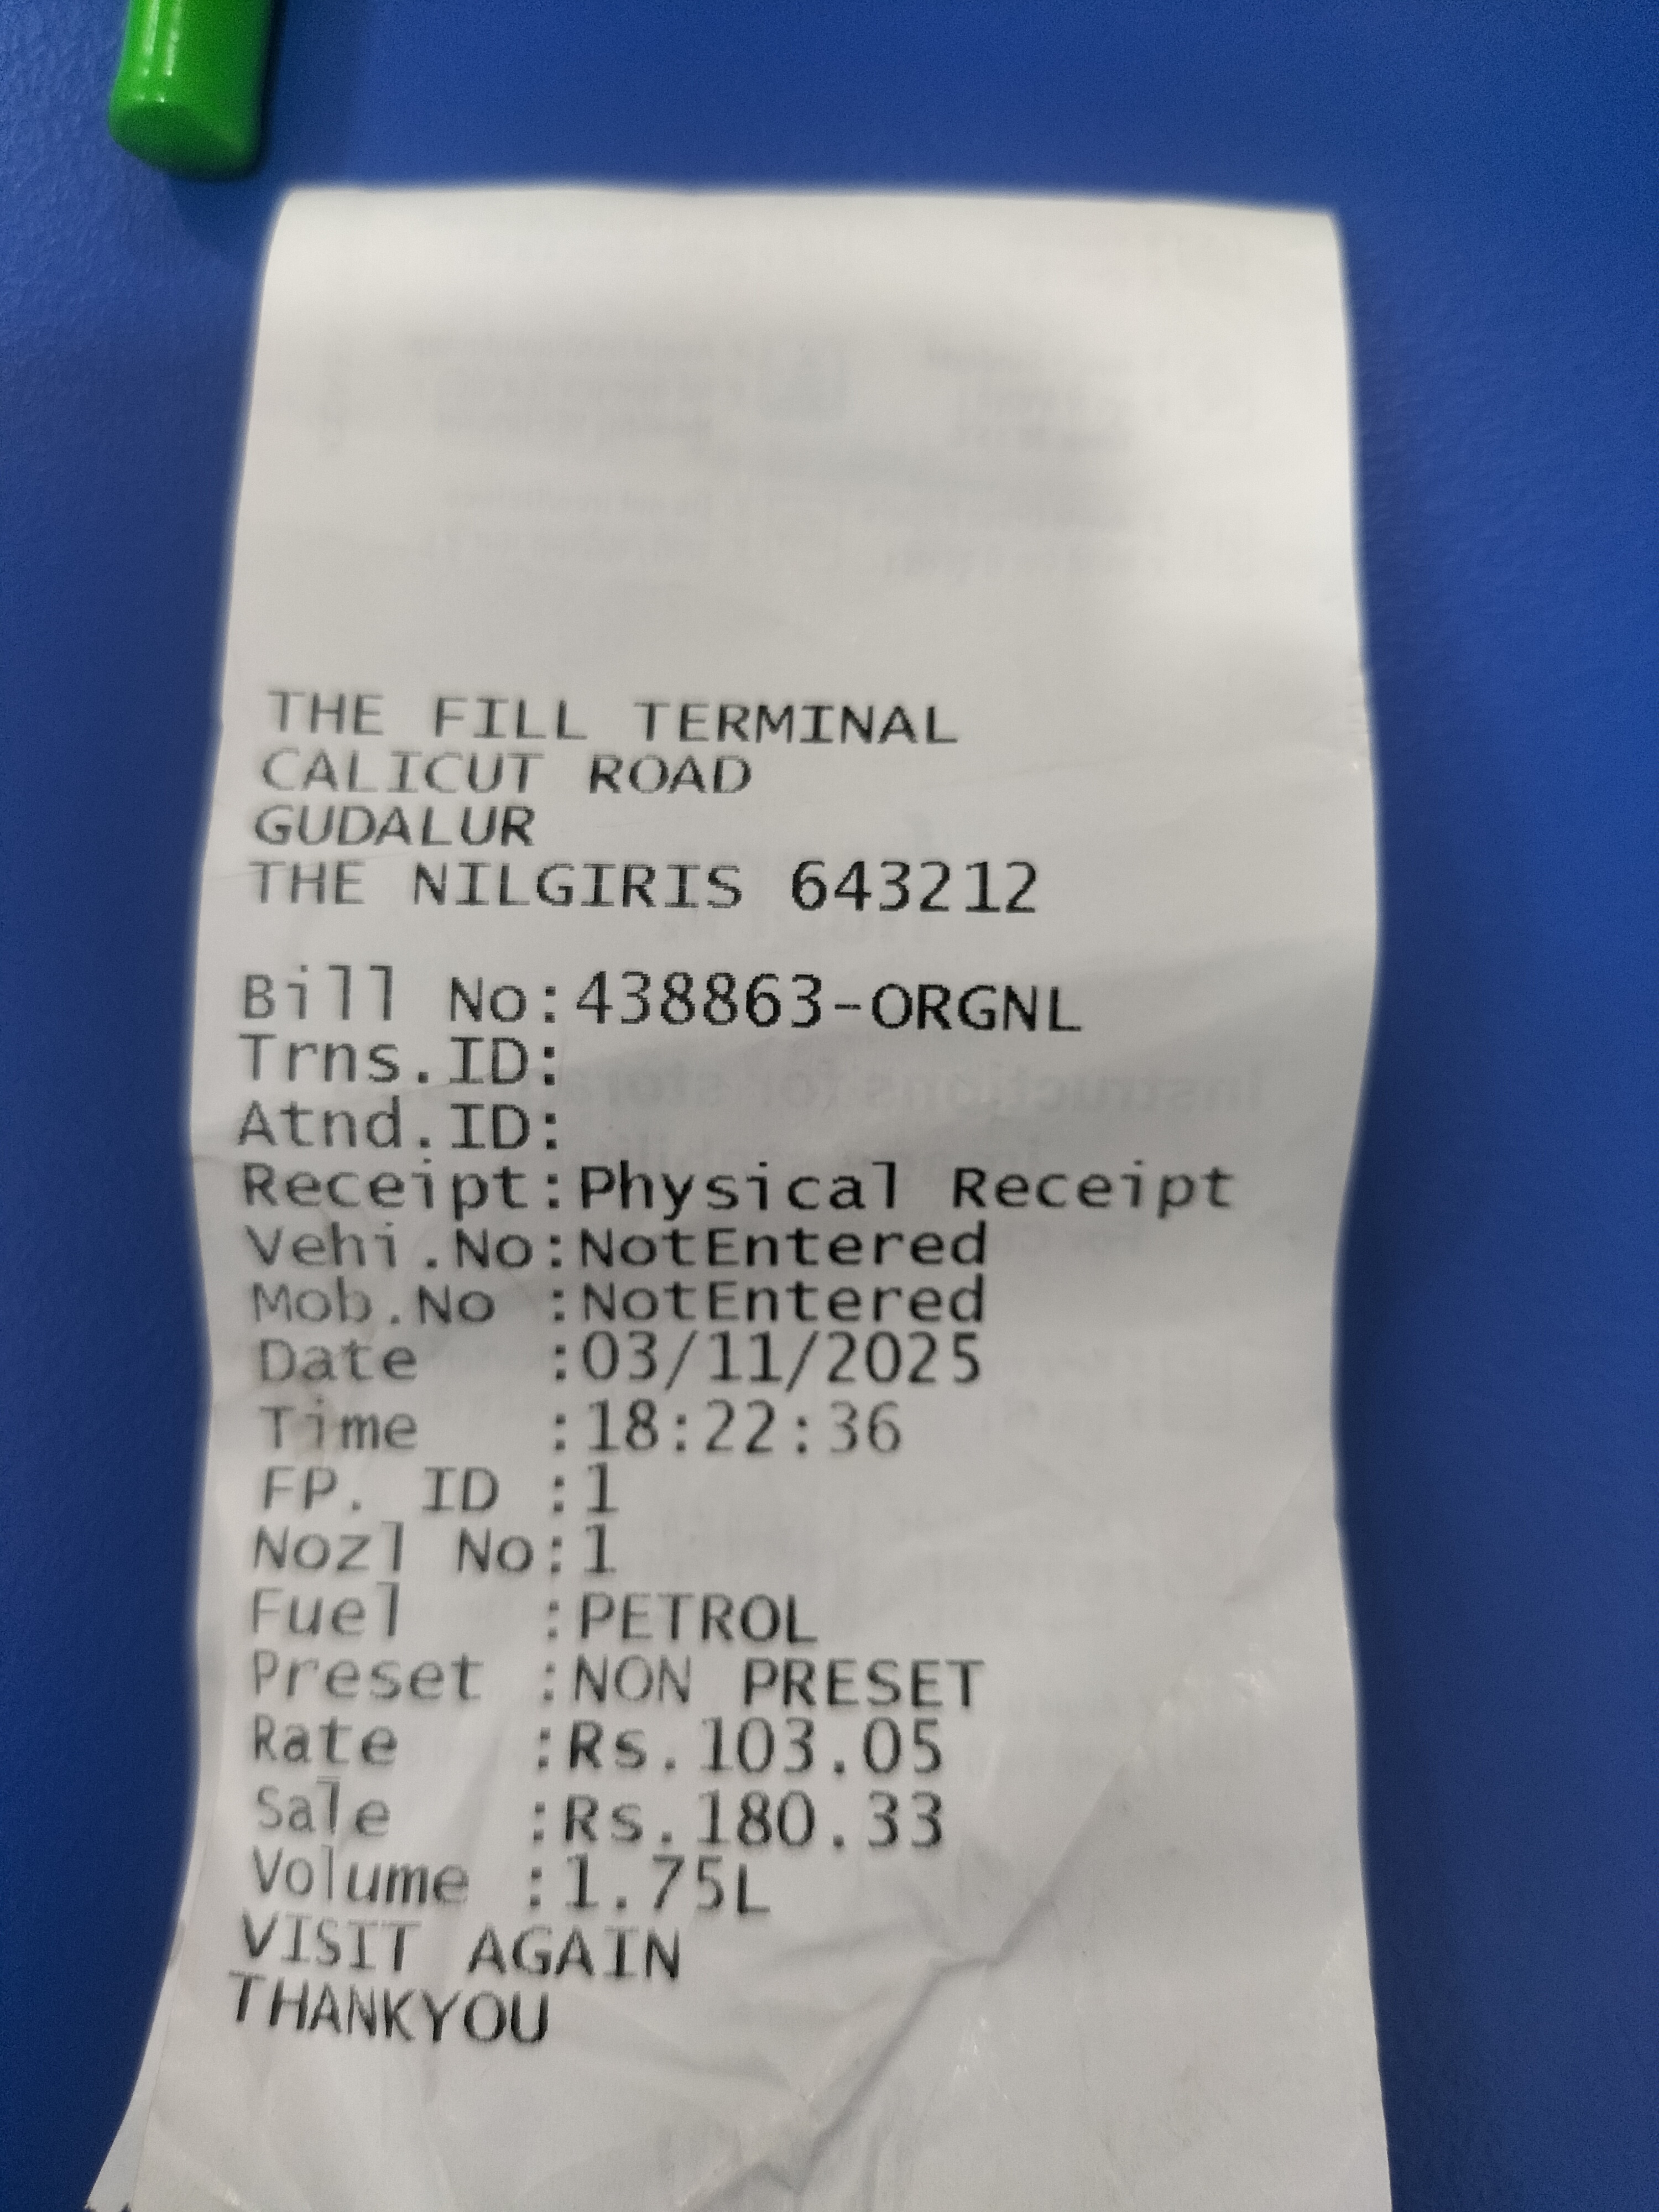 THE FILL TERMINAL
CALICUT ROAD
GUDALUR
THE NILGIRIS 643212
Bill No:438863-ORGNL
Trns.ID:
Atnd.ID:
Receipt:Physical Receipt
Vehi.No:NotEntered
Mob.No :NotEntered
Date :03/11/2025
Time :18:22:36
FP. ID :1
Nozl No:1
Fuel :PETROL
Preset :NON PRESET
Rate :Rs.103.05
Sale :Rs.180.33
Volume :1.75L
VISIT AGAIN
THANKYOU